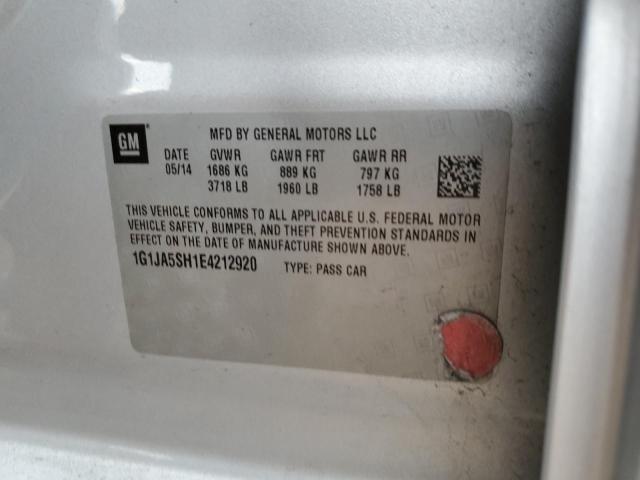 GM
MFD BY GENERAL MOTORS LLC
DATE GVWR GAWR FRT GAWR RR
05/14 1686 KG 889 KG 797 KG
3718 LB 1960 LB 1758 LB
THIS VEHICLE CONFORMS TO ALL APPLICABLE U.S. FEDERAL MOTOR
VEHICLE SAFETY, BUMPER, AND THEFT PREVENTION STANDARDS IN
EFFECT ON THE DATE OF MANUFACTURE SHOWN ABOVE.
1G1JA5SH1E4212920 TYPE: PASS CAR